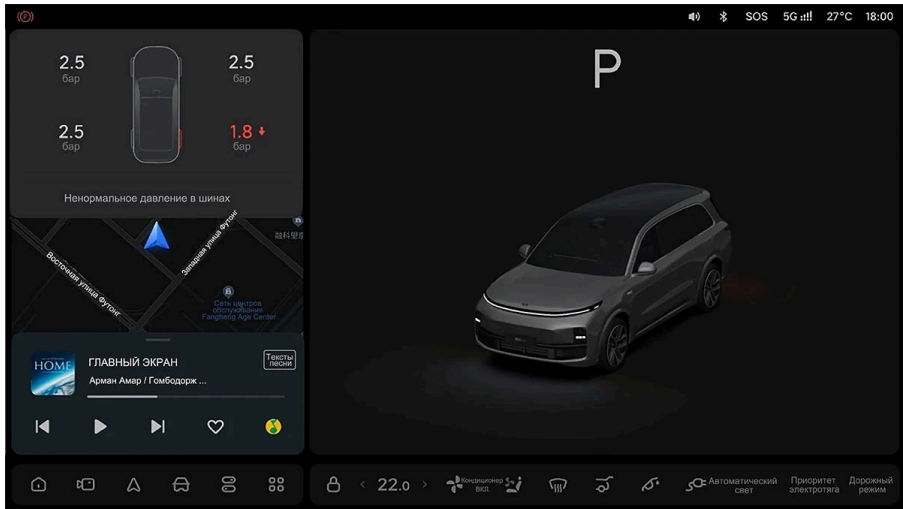 SOS 5G 27°C 18:00
2.5 2.5
бар бар
2.5 1.8
бар бар
Ненормальное давление в шинах
P
Западная улица Футонг
Восточная улица Футонг
Сеть центров
обслуживания
Fangheng Age Center
HOME
ГЛАВНЫЙ ЭКРАН
Арман Амар / Гомбодорж ...
Тексты
песни
22.0
Кондиционер
вкл.
Автоматический
свет
Приоритет
электротяга
Дорожный
режим